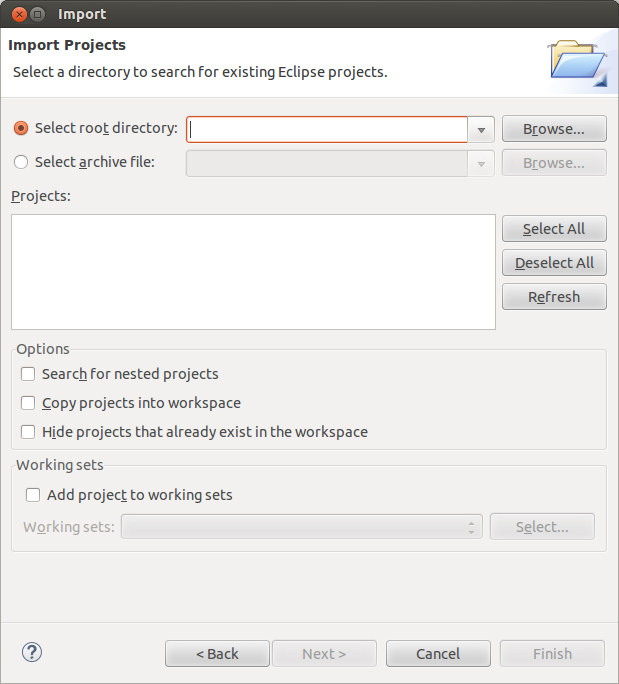 Import
Import Projects
Select a directory to search for existing Eclipse projects.
Select root directory:
Browse...
Select archive file:
Browse...
Projects:
Select All
Deselect All
Refresh
Options
Search for nested projects
Copy projects into workspace
Hide projects that already exist in the workspace
Working sets
Add project to working sets
Working sets:
Select...
?
< Back
Next >
Cancel
Finish